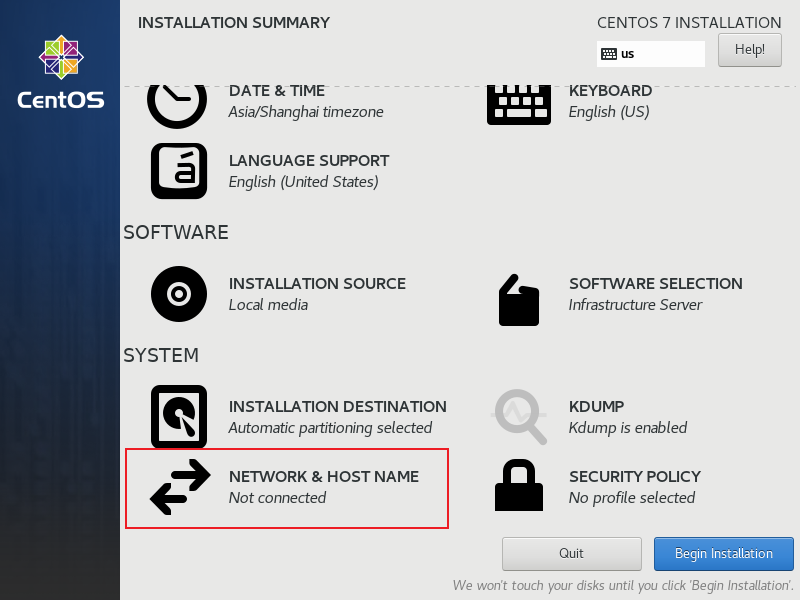 INSTALLATION SUMMARY
CENTOS 7 INSTALLATION
us
Help!
CentOS
DATE & TIME
Asia/Shanghai timezone
KEYBOARD
English (US)
á
LANGUAGE SUPPORT
English (United States)
SOFTWARE
INSTALLATION SOURCE
Local media
SOFTWARE SELECTION
Infrastructure Server
SYSTEM
INSTALLATION DESTINATION
Automatic partitioning selected
KDUMP
Kdump is enabled
NETWORK & HOST NAME
Not connected
SECURITY POLICY
No profile selected
Quit
Begin Installation
We won't touch your disks until you click 'Begin Installation'.